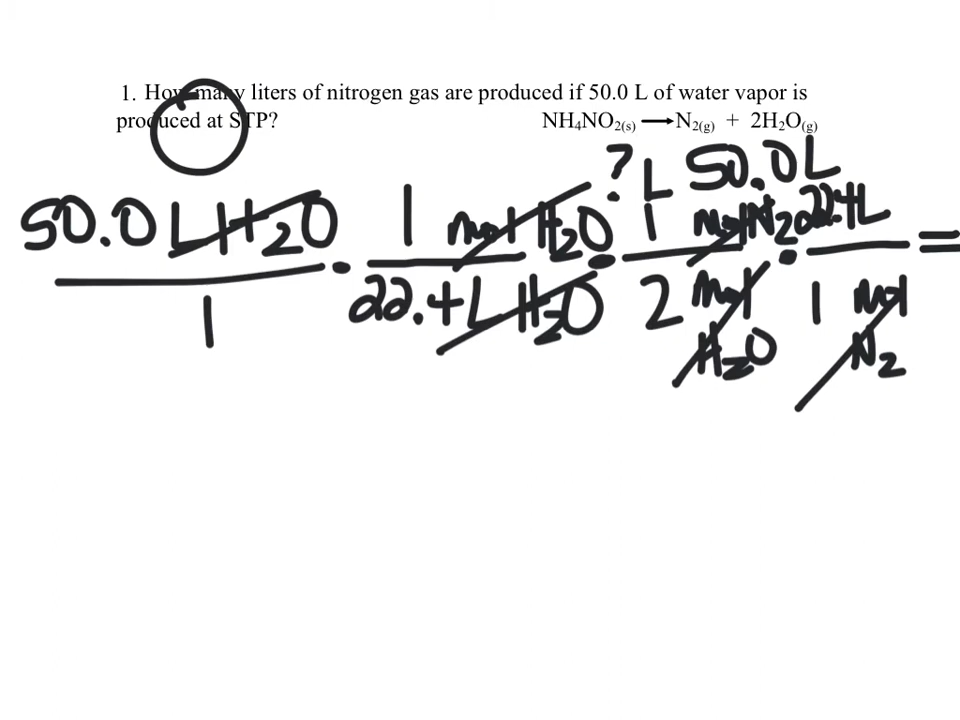 1. How many liters of nitrogen gas are produced if 50.0 L of water vapor is
produced at STP? NH₄NO₂(s) ⟶ N₂(g) + 2H₂O(g)
? L 50.0 L
50.0 L H₂O 1 mol H₂O 1 mol N₂ 22.4 L
· · · =
1 22.4 L H₂O 2 mol 1 mol
H₂O N₂